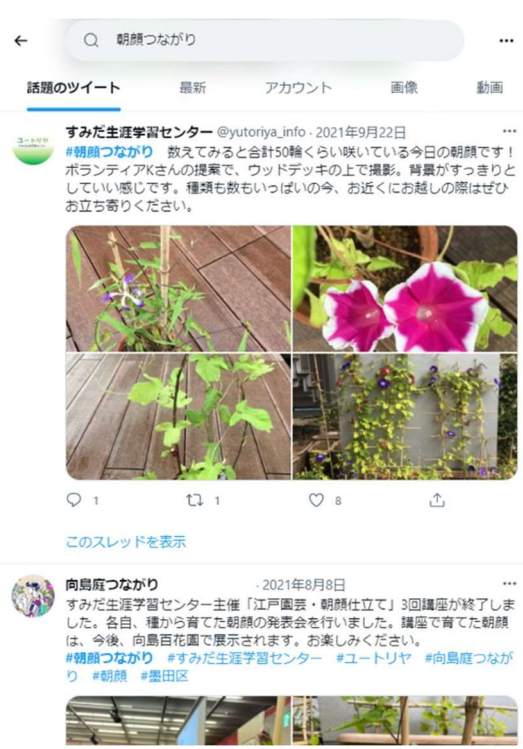 朝顔つながり
話題のツイート 最新 アカウント 画像 動画
すみだ生涯学習センター @yutoriya_info · 2021年9月22日
#朝顔つながり 数えてみると合計50輪くらい咲いている今日の朝顔です！
ボランティアKさんの提案で、ウッドデッキの上で撮影。背景がすっきりと
していい感じです。種類も数もいっぱいの今、お近くにお越しの際はぜひ
お立ち寄りください。
1 1 8
このスレッドを表示
向島庭つながり · 2021年8月8日
すみだ生涯学習センター主催「江戸園芸・朝顔仕立て」3回講座が終了しま
した。各自、種から育てた朝顔の発表会を行いました。講座で育てた朝顔
は、今後、向島百花園で展示されます。お楽しみください。
#朝顔つながり #すみだ生涯学習センター #ユートリヤ #向島庭つなが
り #朝顔 #墨田区